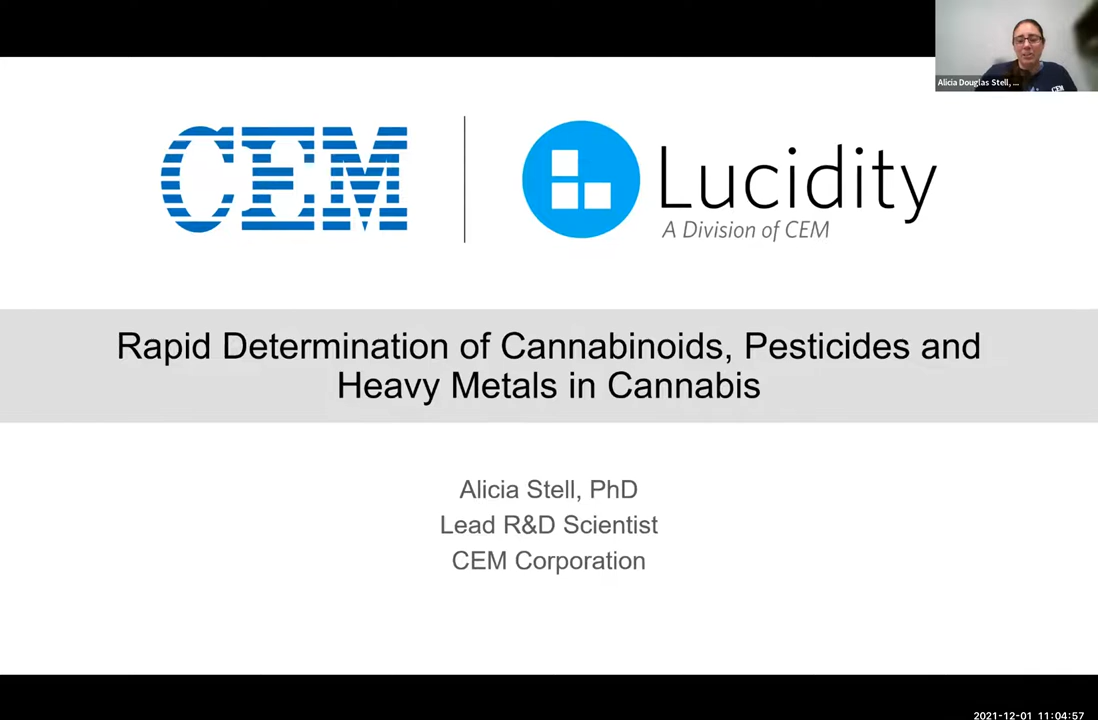 Alicia Douglas Stell, ...
CEM
CEM
Lucidity
A Division of CEM
Rapid Determination of Cannabinoids, Pesticides and
Heavy Metals in Cannabis
Alicia Stell, PhD
Lead R&D Scientist
CEM Corporation
2021-12-01 11:04:57